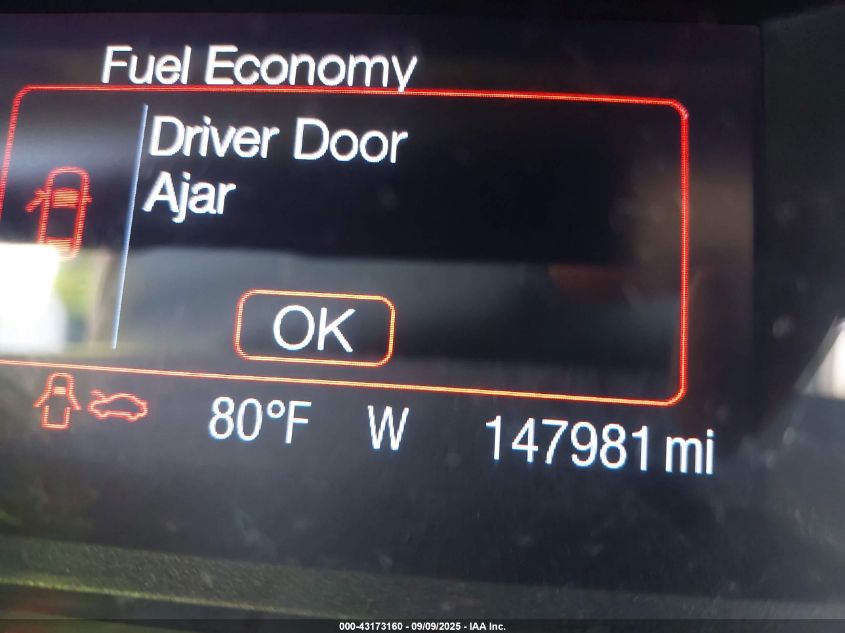 Fuel Economy
Driver Door
Ajar
OK
80°F W 147981 mi
000-43173160 - 09/09/2025 - IAA Inc.